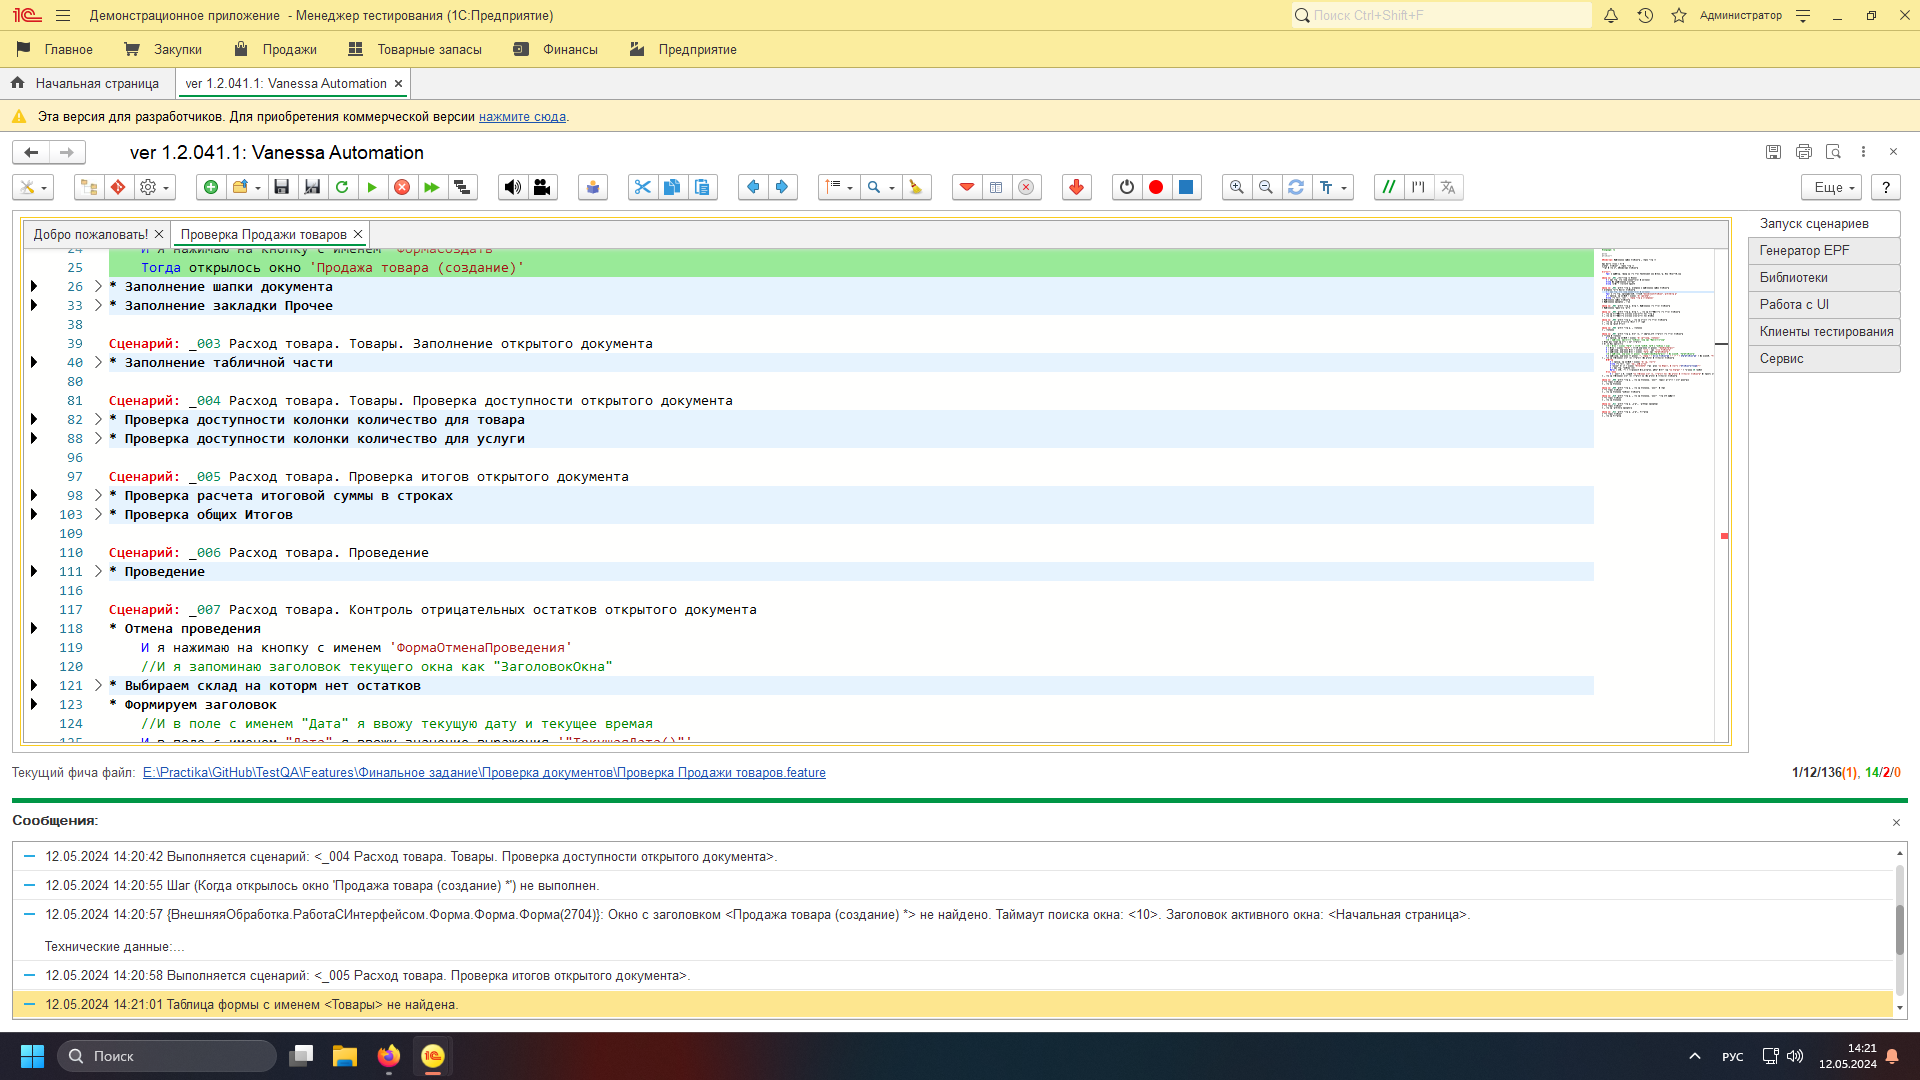 Демонстрационное приложение - Менеджер тестирования (1С:Предприятие)
Поиск Ctrl+Shift+F
Администратор
Главное
Закупки
Продажи
Товарные запасы
Финансы
Предприятие
Начальная страница
ver 1.2.041.1: Vanessa Automation
Эта версия для разработчиков. Для приобретения коммерческой версии нажмите сюда.
ver 1.2.041.1: Vanessa Automation
Еще
?
Добро пожаловать!
Проверка Продажи товаров
Запуск сценариев
Генератор EPF
Библиотеки
Работа с UI
Клиенты тестирования
Сервис
24 И я нажимаю на кнопку с именем 'ФормаСоздать'
25 Тогда открылось окно 'Продажа товара (создание)'
26 * Заполнение шапки документа
33 * Заполнение закладки Прочее
38
39 Сценарий: _003 Расход товара. Товары. Заполнение открытого документа
40 * Заполнение табличной части
80
81 Сценарий: _004 Расход товара. Товары. Проверка доступности открытого документа
82 * Проверка доступности колонки количество для товара
88 * Проверка доступности колонки количество для услуги
96
97 Сценарий: _005 Расход товара. Проверка итогов открытого документа
98 * Проверка расчета итоговой суммы в строках
103 * Проверка общих Итогов
109
110 Сценарий: _006 Расход товара. Проведение
111 * Проведение
116
117 Сценарий: _007 Расход товара. Контроль отрицательных остатков открытого документа
118 * Отмена проведения
119 И я нажимаю на кнопку с именем 'ФормаОтменаПроведения'
120 //И я запоминаю заголовок текущего окна как "ЗаголовокОкна"
121 * Выбираем склад на котором нет остатков
123 * Формируем заголовок
124 //И в поле с именем "Дата" я ввожу текущую дату и текущее времая
125 И в поле с именем "Дата" я ввожу значение выражения '"ТекущаяДата()"'
Текущий фича файл: E:\Practika\GitHub\TestQA\Features\Финальное задание\Проверка документов\Проверка Продажи товаров.feature
1/12/136(1), 14/2/0
Сообщения:
12.05.2024 14:20:42 Выполняется сценарий: <_004 Расход товара. Товары. Проверка доступности открытого документа>.
12.05.2024 14:20:55 Шаг (Когда открылось окно 'Продажа товара (создание) *') не выполнен.
12.05.2024 14:20:57 {ВнешняяОбработка.РаботаСИнтерфейсом.Форма.Форма.Форма(2704)}: Окно с заголовком <Продажа товара (создание) *> не найдено. Таймаут поиска окна: <10>. Заголовок активного окна: <Начальная страница>.
Технические данные:...
12.05.2024 14:20:58 Выполняется сценарий: <_005 Расход товара. Проверка итогов открытого документа>.
12.05.2024 14:21:01 Таблица формы с именем <Товары> не найдена.
Поиск
РУС
14:21
12.05.2024